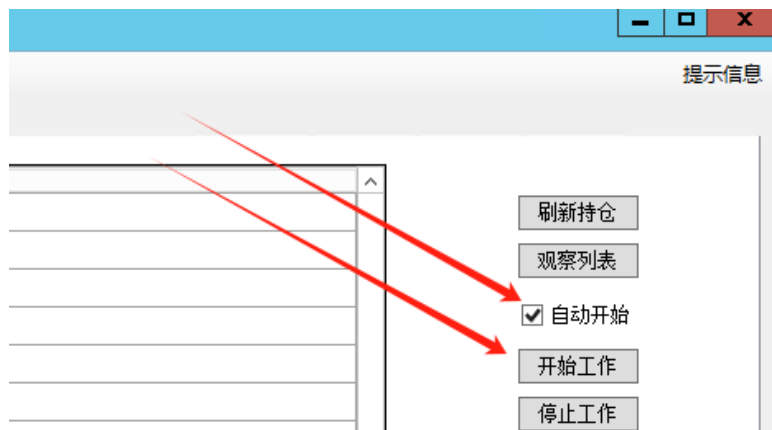 提示信息
刷新持仓
观察列表
自动开始
开始工作
停止工作